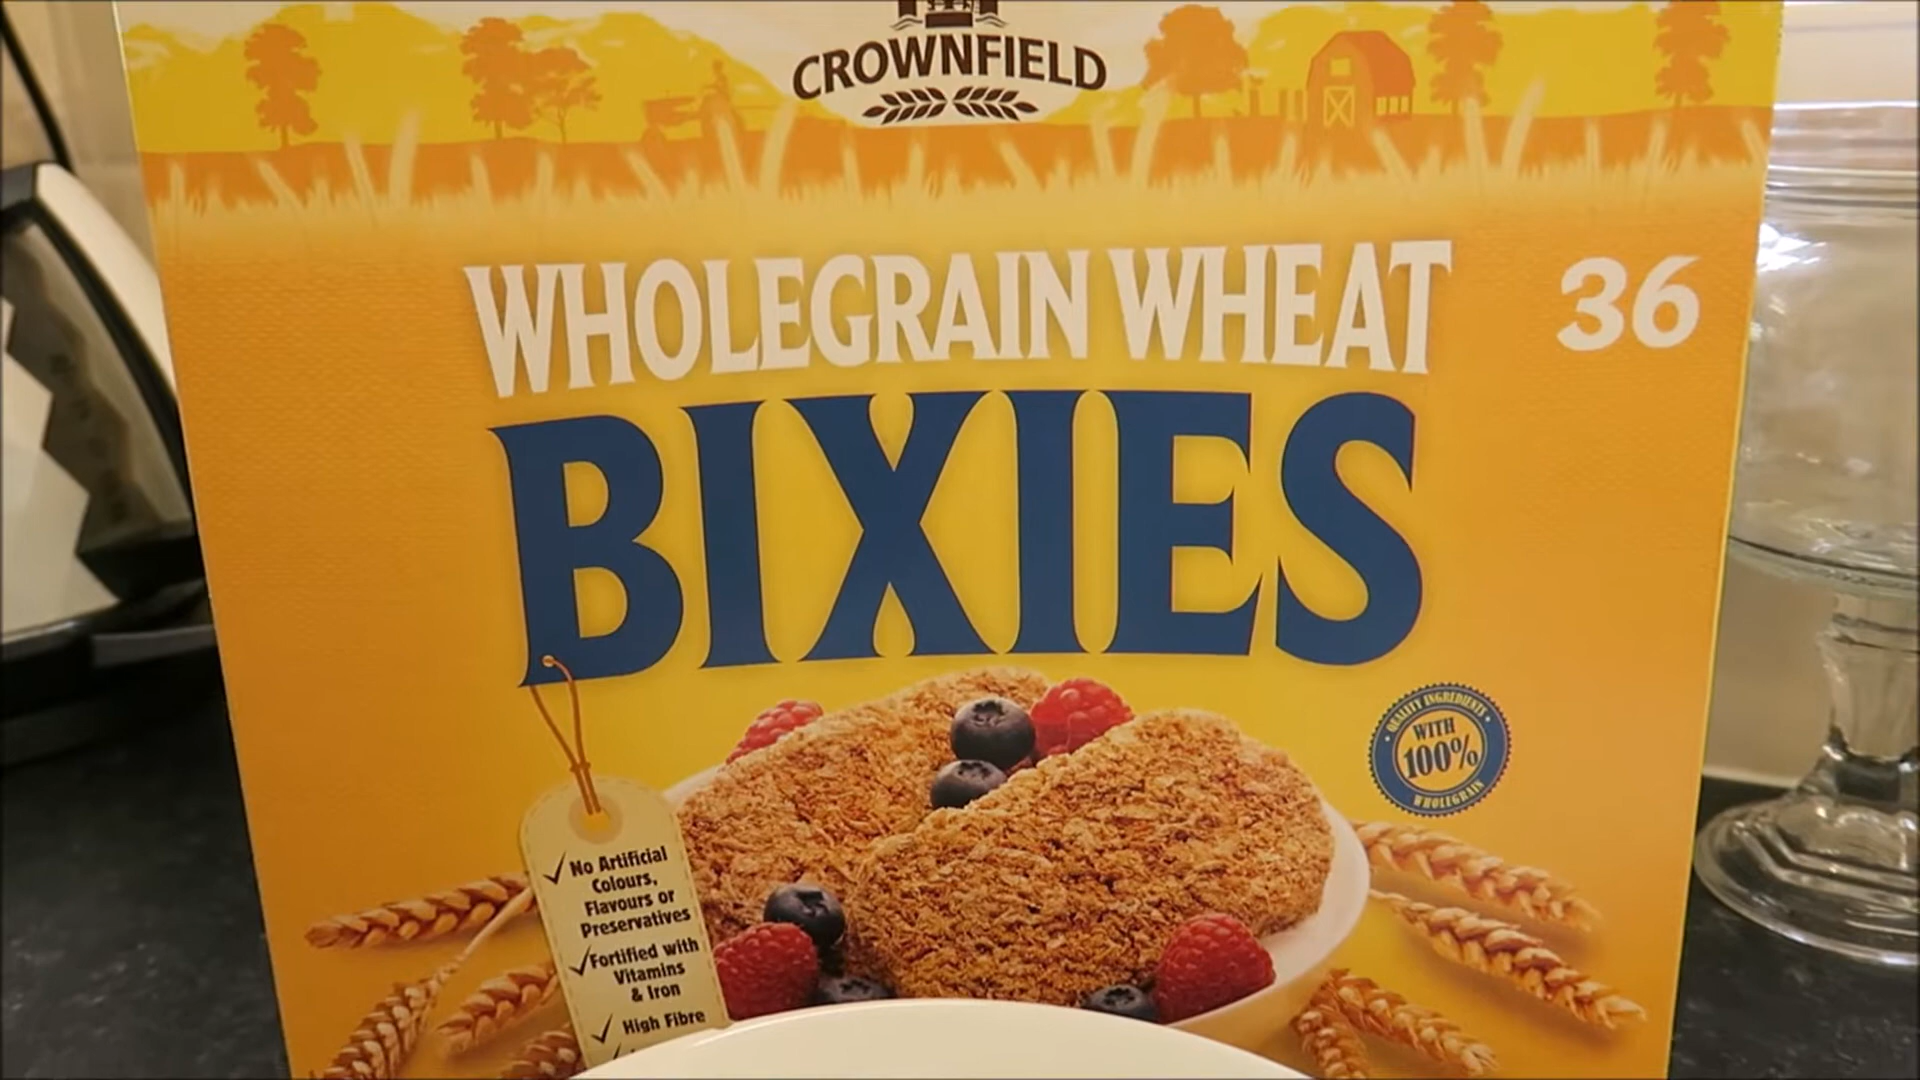 CROWNFIELD
WHOLEGRAIN WHEAT
36
BIXIES
QUALITY INGREDIENTS
WITH
100%
WHOLEGRAIN
✓ No Artificial
Colours,
Flavours or
Preservatives
✓ Fortified with
Vitamins
& Iron
✓ High Fibre